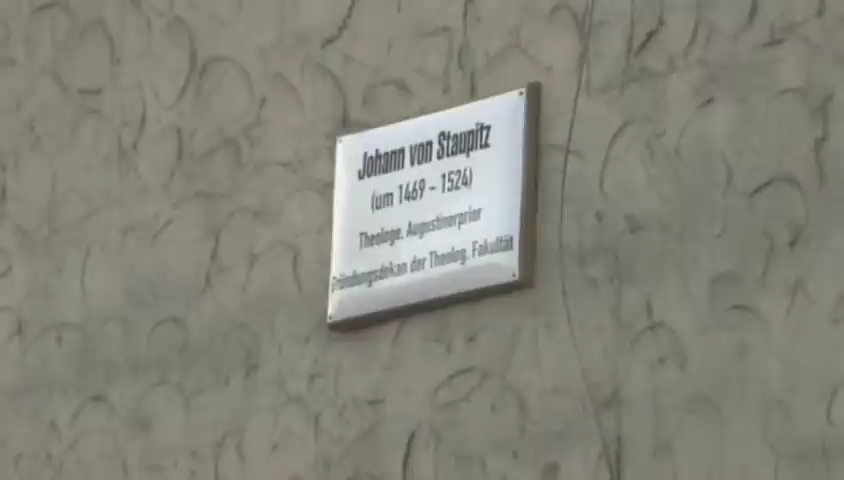 Johann von Staupitz
(um 1469 - 1524)
Theologe, Augustinerprior
Gründungsdekan der Theolog. Fakultät